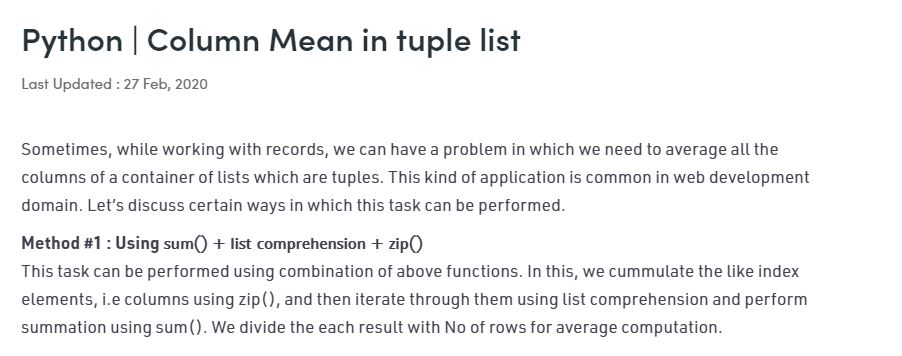 Python | Column Mean in tuple list
Last Updated : 27 Feb, 2020
Sometimes, while working with records, we can have a problem in which we need to average all the
columns of a container of lists which are tuples. This kind of application is common in web development
domain. Let’s discuss certain ways in which this task can be performed.
Method #1 : Using sum() + list comprehension + zip()
This task can be performed using combination of above functions. In this, we cummulate the like index
elements, i.e columns using zip(), and then iterate through them using list comprehension and perform
summation using sum(). We divide the each result with No of rows for average computation.